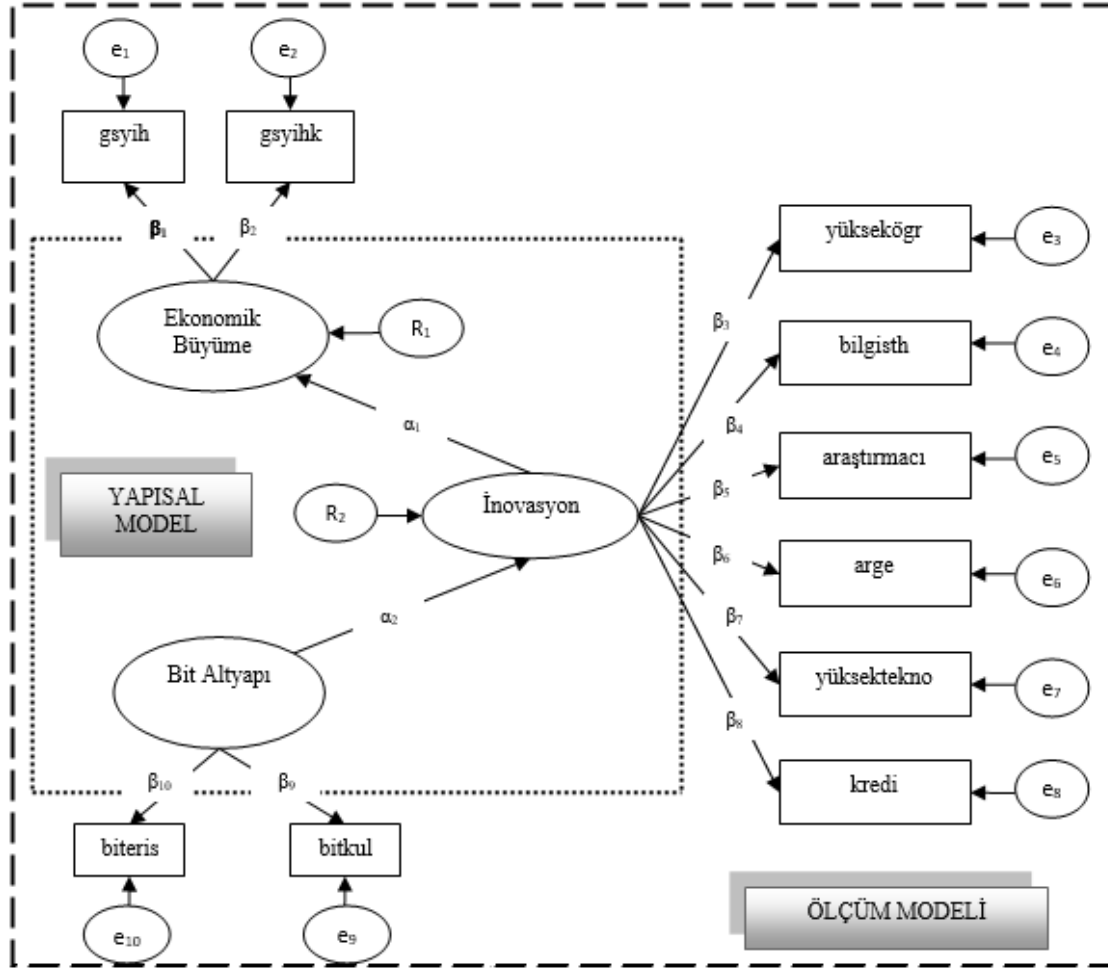 e₁
e₂
gsyih
gsyihk
β₁
β₂
yüksekögr
e₃
Ekonomik
Büyüme
R₁
β₃
bilgisth
e₄
α₁
β₄
araştırmacı
e₅
YAPISAL
MODEL
R₂
İnovasyon
β₅
β₆
arge
e₆
α₂
β₇
Bit Altyapı
yüksektekno
e₇
β₈
β₁₀
β₉
kredi
e₈
biteris
bitkul
e₁₀
e₉
ÖLÇÜM MODELİ